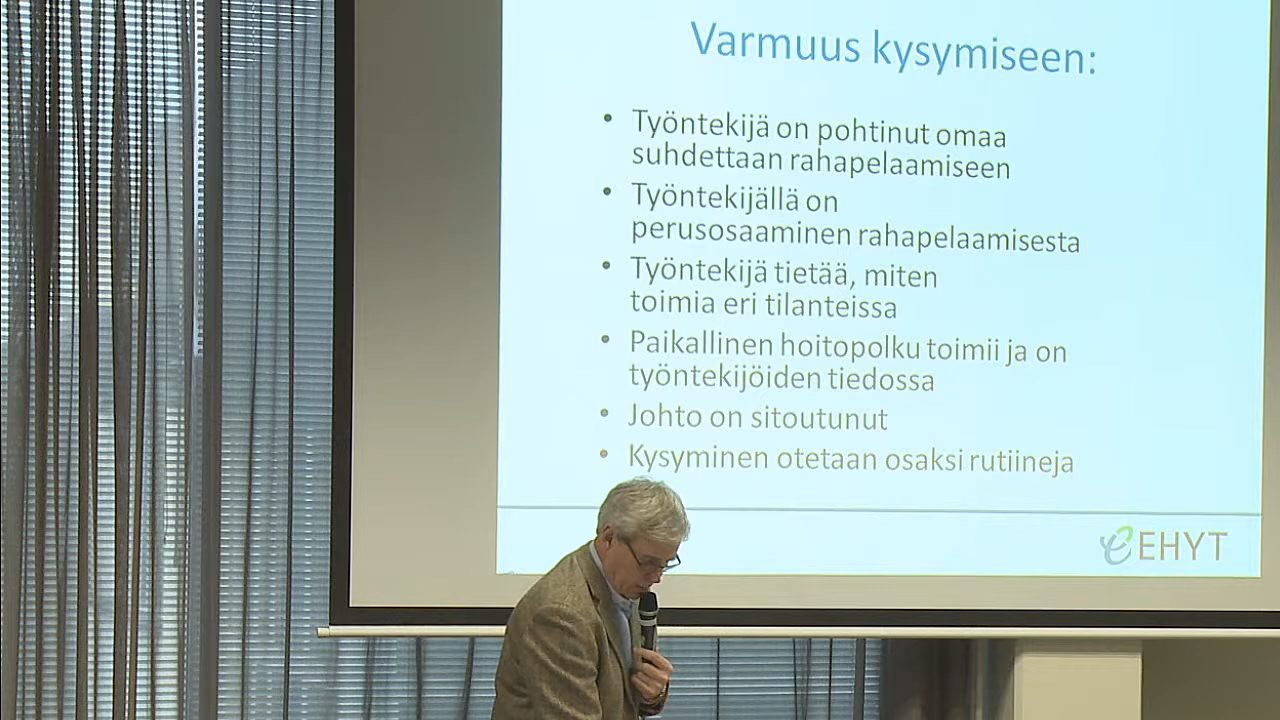 Varmuus kysymiseen:
• Työntekijä on pohtinut omaa
suhdettaan rahapelaamiseen
• Työntekijällä on
perusosaaminen rahapelaamisesta
• Työntekijä tietää, miten
toimia eri tilanteissa
• Paikallinen hoitopolku toimii ja on
työntekijöiden tiedossa
• Johto on sitoutunut
• Kysyminen otetaan osaksi rutiineja
EHYT